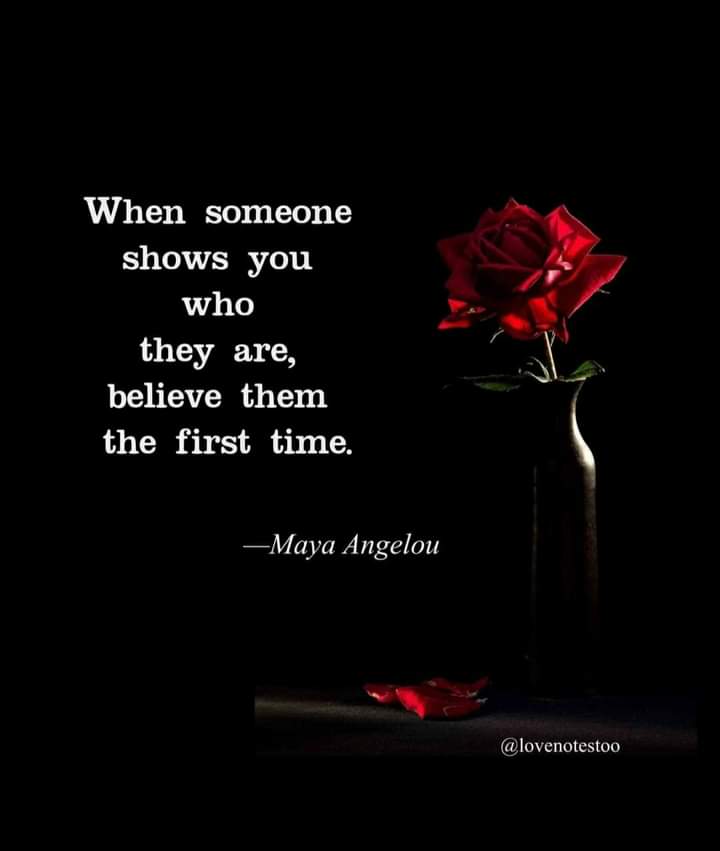 When someone
shows you
who
they are,
believe them
the first time.
—Maya Angelou
@lovenotestoo